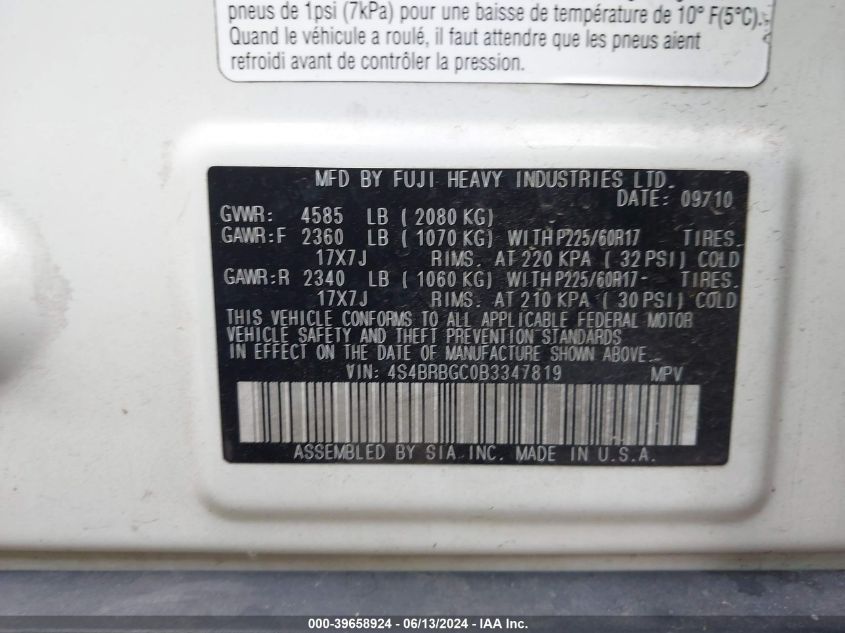 pneus de 1psi (7kPa) pour une baisse de température de 10° F(5°C).
Quand le véhicule a roulé, il faut attendre que les pneus aient
refroidi avant de contrôler la pression.
MFD BY FUJI HEAVY INDUSTRIES LTD.
DATE: 09710
GVWR: 4585 LB ( 2080 KG)
GAWR:F 2360 LB ( 1070 KG) WITH P225/60R17 TIRES.
17X7J RIMS. AT 220 KPA ( 32 PSI) COLD
GAWR:R 2340 LB ( 1060 KG) WITH P225/60R17 TIRES.
17X7J RIMS. AT 210 KPA ( 30 PSI) COLD
THIS VEHICLE CONFORMS TO ALL APPLICABLE FEDERAL MOTOR
VEHICLE SAFETY AND THEFT PREVENTION STANDARDS
IN EFFECT ON THE DATE OF MANUFACTURE SHOWN ABOVE.
VIN: 4S4BRBGC0B3347819 MPV
ASSEMBLED BY SIA INC. MADE IN U.S.A.
000-39658924 - 06/13/2024 - IAA Inc.